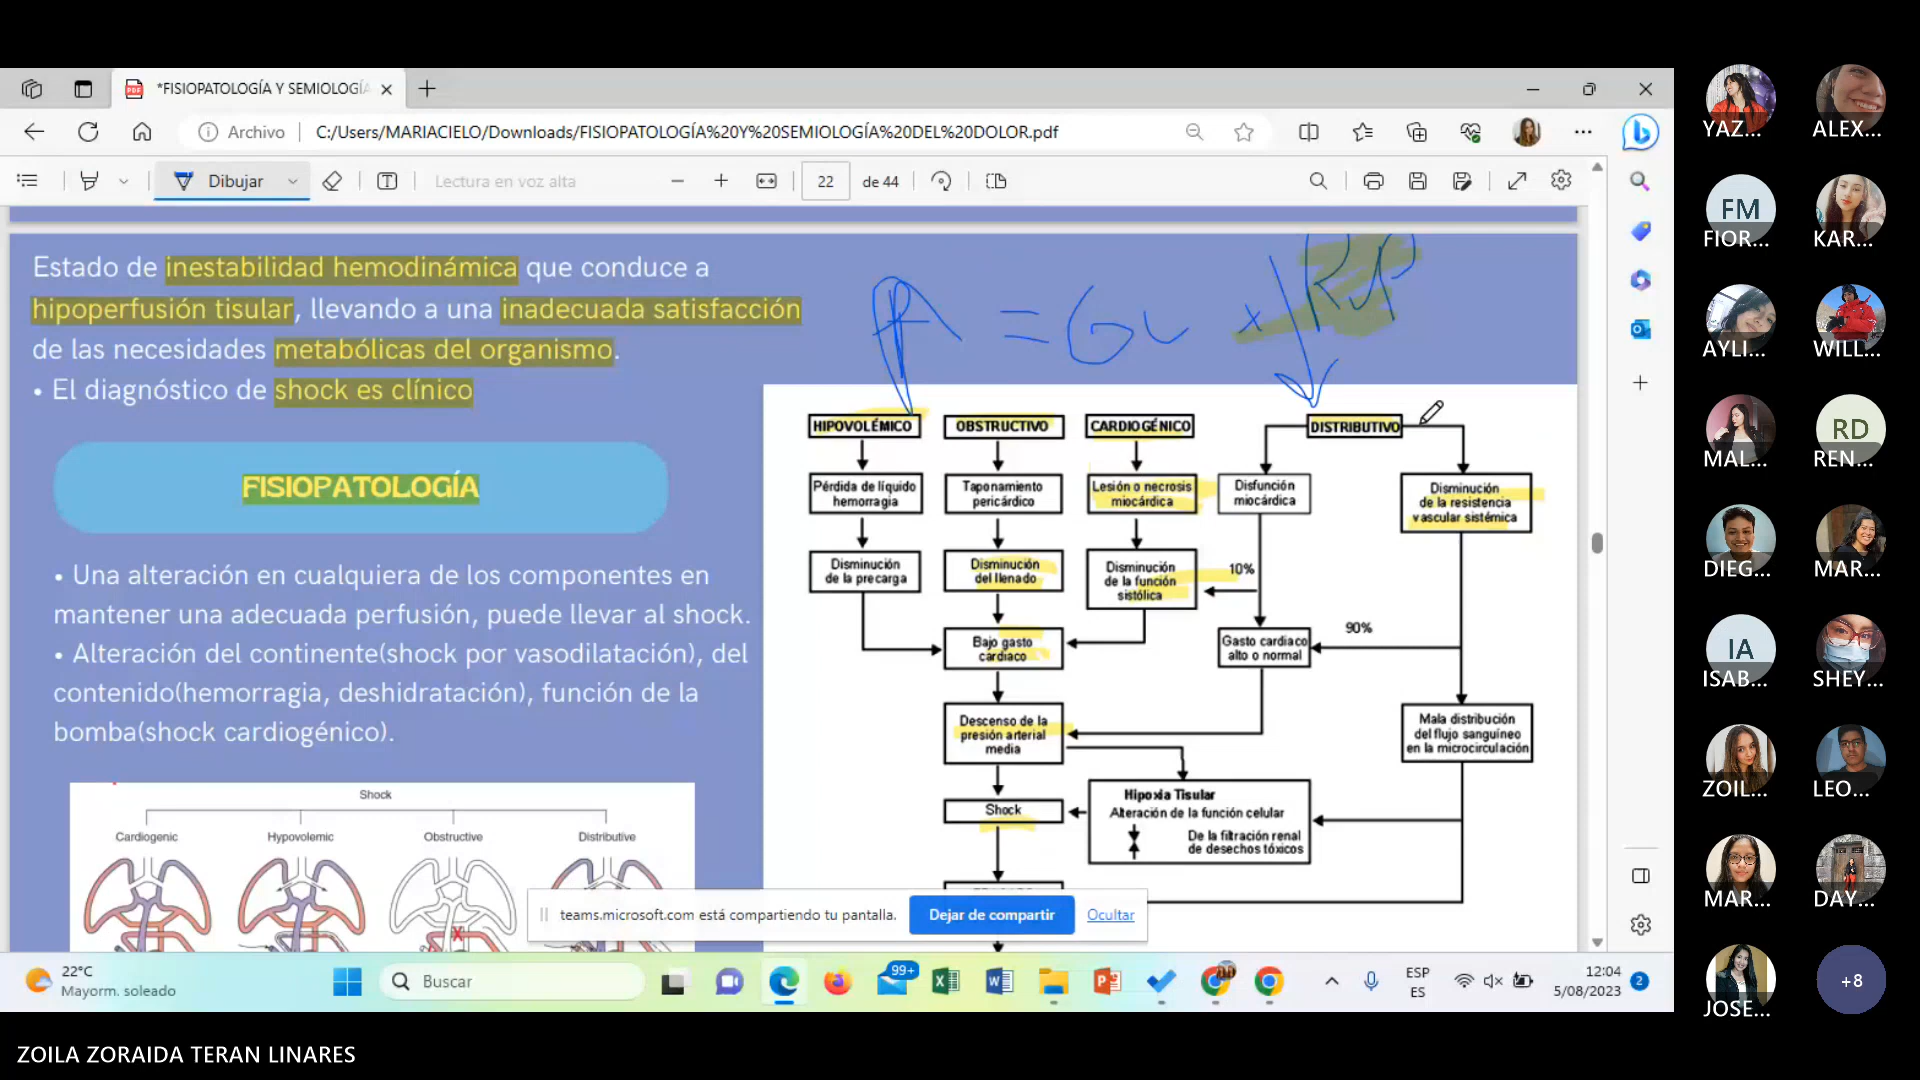 *FISIOPATOLOGÍA Y SEMIOLOGÍA
Archivo
C:/Users/MARIACIELO/Downloads/FISIOPATOLOGÍA%20Y%20SEMIOLOGÍA%20DEL%20DOLOR.pdf
Dibujar
Lectura en voz alta
22 de 44
Estado de inestabilidad hemodinámica que conduce a
hipoperfusión tisular, llevando a una inadecuada satisfacción
de las necesidades metabólicas del organismo.
• El diagnóstico de shock es clínico
FISIOPATOLOGÍA
• Una alteración en cualquiera de los componentes en
mantener una adecuada perfusión, puede llevar al shock.
• Alteración del continente(shock por vasodilatación), del
contenido(hemorragia, deshidratación), función de la
bomba(shock cardiogénico).
Shock
Cardiogenic
Hypovolemic
Obstructive
Distributive
HIPOVOLÉMICO
OBSTRUCTIVO
CARDIOGÉNICO
DISTRIBUTIVO
Pérdida de líquido
hemorragia
Taponamiento
pericárdico
Lesión o necrosis
miocárdica
Disfunción
miocárdica
Disminución
de la resistencia
vascular sistémica
Disminución
de la precarga
Disminución
del llenado
Disminución
de la función
sistólica
10%
Bajo gasto
cardiaco
Gasto cardiaco
alto o normal
90%
Descenso de la
presión arterial
media
Mala distribución
del flujo sanguíneo
en la microcirculación
Shock
Hipoxia Tisular
Alteración de la función celular
De la filtración renal
de desechos tóxicos
teams.microsoft.com está compartiendo tu pantalla.
Dejar de compartir
Ocultar
22°C
Mayorm. soleado
Buscar
99+
ESP
ES
12:04
5/08/2023
2
YAZ...
ALEX...
FM
FIOR...
KAR...
AYLI...
WILL...
MAL...
RD
REN...
DIEG...
MAR...
IA
ISAB...
SHEY...
ZOIL...
LEO...
MAR...
DAY...
JOSE...
+8
ZOILA ZORAIDA TERAN LINARES